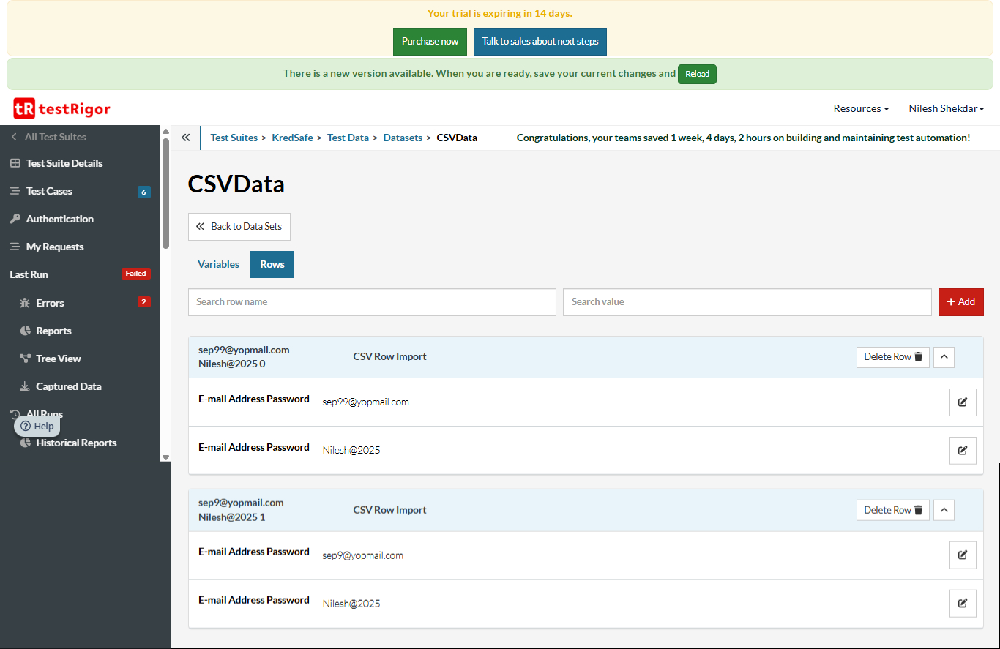 Your trial is expiring in 14 days.
Purchase now
Talk to sales about next steps
There is a new version available. When you are ready, save your current changes and Reload
tR testRigor
Resources
Nilesh Shekdar
All Test Suites
Test Suite Details
Test Cases 6
Authentication
My Requests
Last Run Failed
Errors 2
Reports
Tree View
Captured Data
All Runs
Help
Historical Reports
Test Suites > KredSafe > Test Data > Datasets > CSVData
Congratulations, your teams saved 1 week, 4 days, 2 hours on building and maintaining test automation!
CSVData
Back to Data Sets
Variables
Rows
Search row name
Search value
+ Add
sep99@yopmail.com
Nilesh@2025 0
CSV Row Import
Delete Row
E-mail Address Password sep99@yopmail.com
E-mail Address Password Nilesh@2025
sep9@yopmail.com
Nilesh@2025 1
CSV Row Import
Delete Row
E-mail Address Password sep9@yopmail.com
E-mail Address Password Nilesh@2025